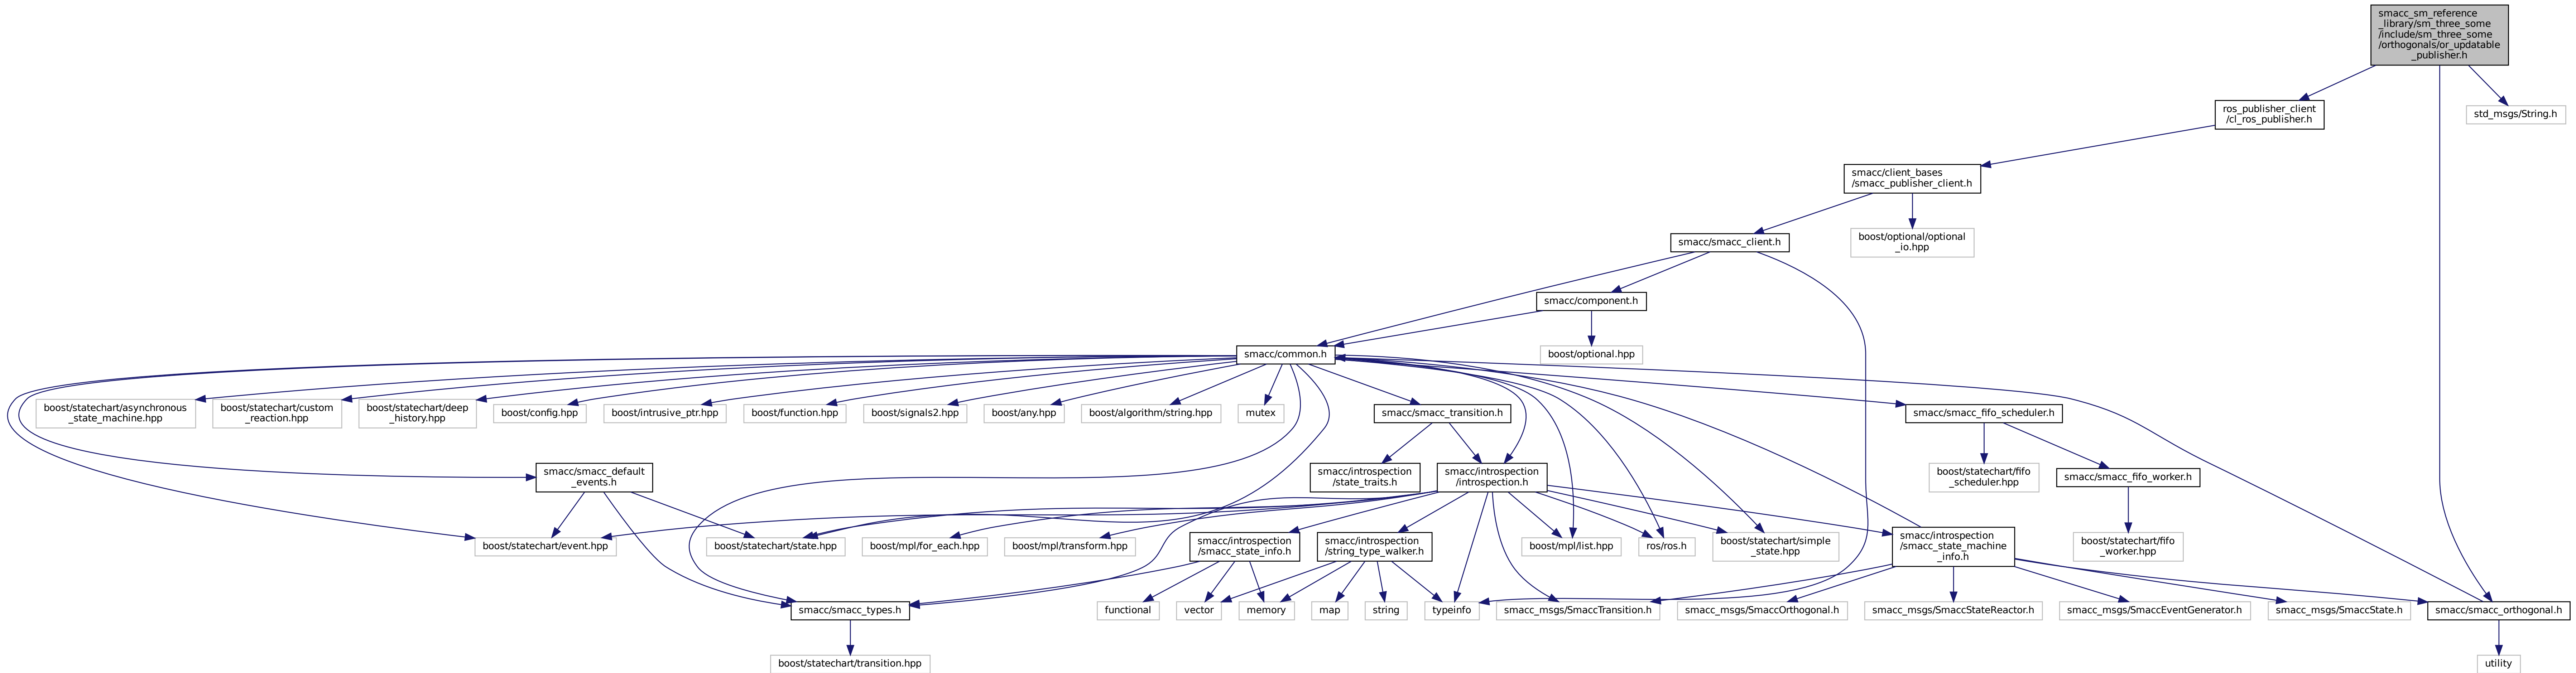 smacc_sm_reference
_library/sm_three_some
/include/sm_three_some
/orthogonals/or_updatable
_publisher.h
ros_publisher_client
/cl_ros_publisher.h
std_msgs/String.h
smacc/client_bases
/smacc_publisher_client.h
smacc/smacc_client.h
boost/optional/optional
_io.hpp
smacc/component.h
smacc/common.h
boost/optional.hpp
boost/statechart/asynchronous
_state_machine.hpp
boost/statechart/custom
_reaction.hpp
boost/statechart/deep
_history.hpp
boost/config.hpp
boost/intrusive_ptr.hpp
boost/function.hpp
boost/signals2.hpp
boost/any.hpp
boost/algorithm/string.hpp
mutex
smacc/smacc_transition.h
smacc/smacc_fifo_scheduler.h
smacc/smacc_default
_events.h
smacc/introspection
/state_traits.h
smacc/introspection
/introspection.h
boost/statechart/fifo
_scheduler.hpp
smacc/smacc_fifo_worker.h
boost/statechart/event.hpp
boost/statechart/state.hpp
boost/mpl/for_each.hpp
boost/mpl/transform.hpp
smacc/introspection
/smacc_state_info.h
smacc/introspection
/string_type_walker.h
boost/mpl/list.hpp
ros/ros.h
boost/statechart/simple
_state.hpp
smacc/introspection
/smacc_state_machine
_info.h
boost/statechart/fifo
_worker.hpp
smacc/smacc_types.h
functional
vector
memory
map
string
typeinfo
smacc_msgs/SmaccTransition.h
smacc_msgs/SmaccOrthogonal.h
smacc_msgs/SmaccStateReactor.h
smacc_msgs/SmaccEventGenerator.h
smacc_msgs/SmaccState.h
smacc/smacc_orthogonal.h
boost/statechart/transition.hpp
utility